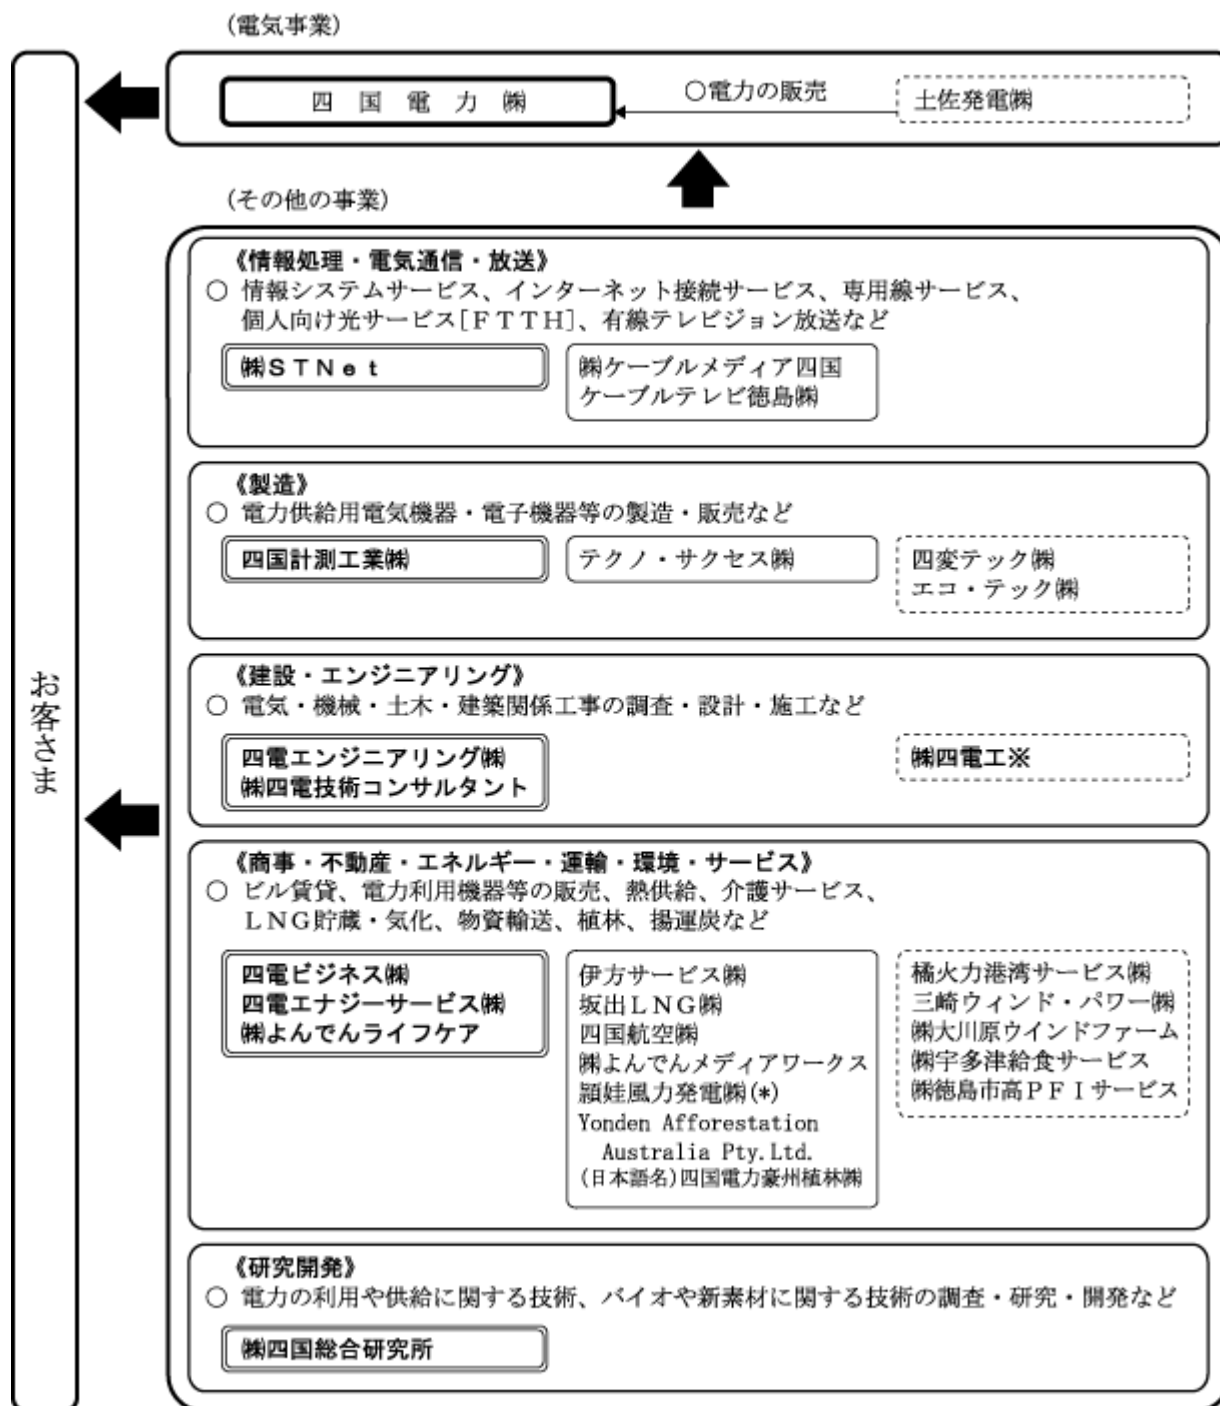 (電気事業)
四国電力㈱
○電力の販売
土佐発電㈱
(その他の事業)
お客さま
《情報処理・電気通信・放送》
○ 情報システムサービス、インターネット接続サービス、専用線サービス、
個人向け光サービス[ＦＴＴＨ]、有線テレビジョン放送など
㈱ＳＴＮｅｔ
㈱ケーブルメディア四国
ケーブルテレビ徳島㈱
《製造》
○ 電力供給用電気機器・電子機器等の製造・販売など
四国計測工業㈱
テクノ・サクセス㈱
四変テック㈱
エコ・テック㈱
《建設・エンジニアリング》
○ 電気・機械・土木・建築関係工事の調査・設計・施工など
四電エンジニアリング㈱
㈱四電技術コンサルタント
㈱四電工※
《商事・不動産・エネルギー・運輸・環境・サービス》
○ ビル賃貸、電力利用機器等の販売、熱供給、介護サービス、
ＬＮＧ貯蔵・気化、物資輸送、植林、揚運炭など
四電ビジネス㈱
四電エナジーサービス㈱
㈱よんでんライフケア
伊方サービス㈱
坂出ＬＮＧ㈱
四国航空㈱
㈱よんでんメディアワークス
頴娃風力発電㈱(*)
Yonden Afforestation
Australia Pty.Ltd.
(日本語名)四国電力豪州植林㈱
橘火力港湾サービス㈱
三崎ウィンド・パワー㈱
㈱大川原ウインドファーム
㈱宇多津給食サービス
㈱徳島市高ＰＦＩサービス
《研究開発》
○ 電力の利用や供給に関する技術、バイオや新素材に関する技術の調査・研究・開発など
㈱四国総合研究所